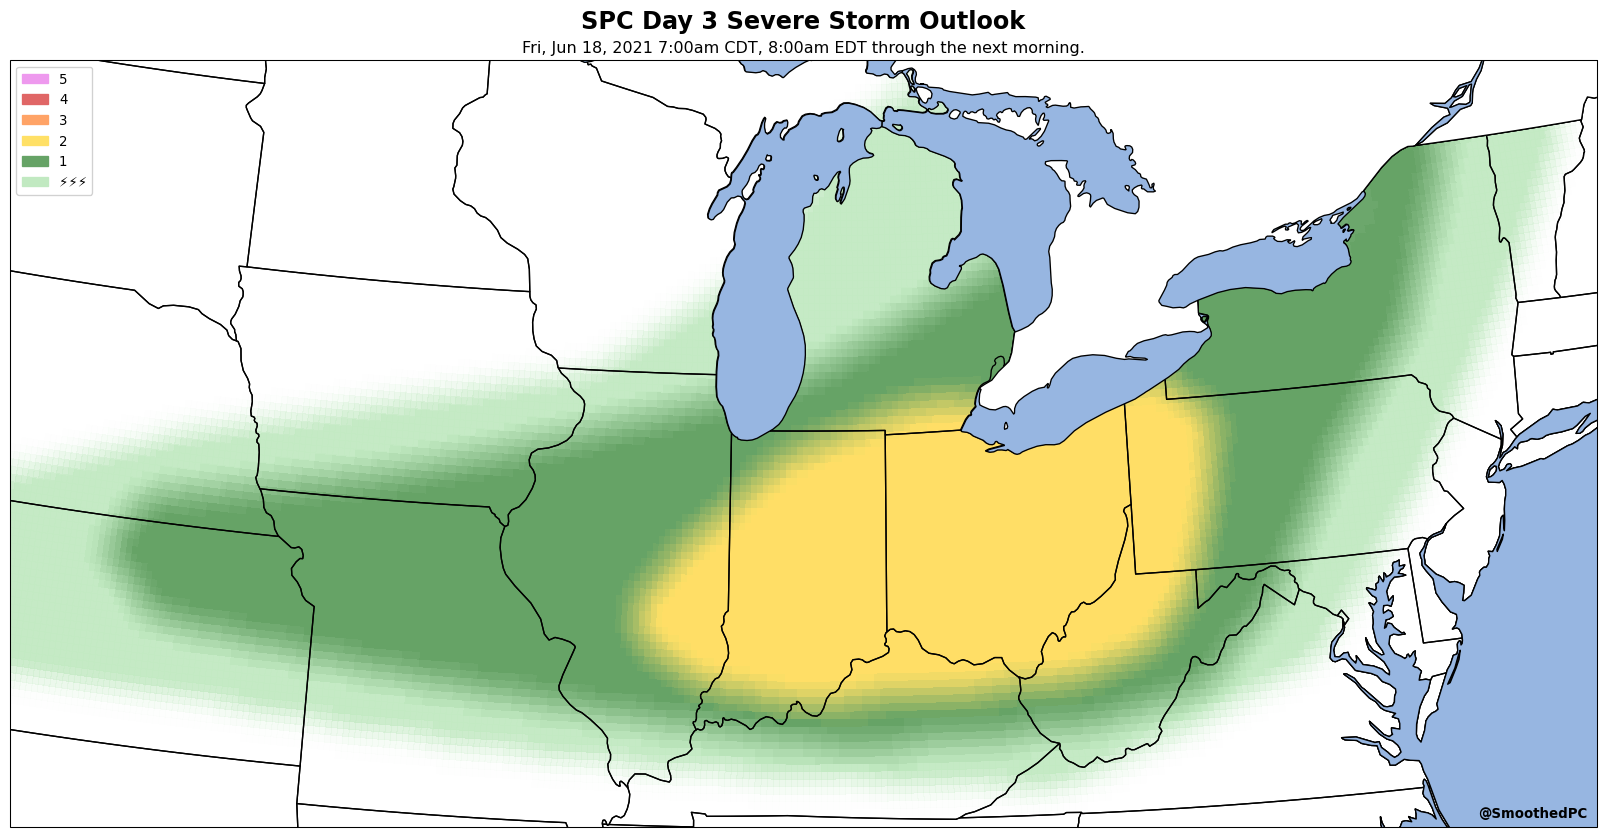 SPC Day 3 Severe Storm Outlook
Fri, Jun 18, 2021 7:00am CDT, 8:00am EDT through the next morning.
5
4
3
2
1
⚡⚡⚡
@SmoothedPC